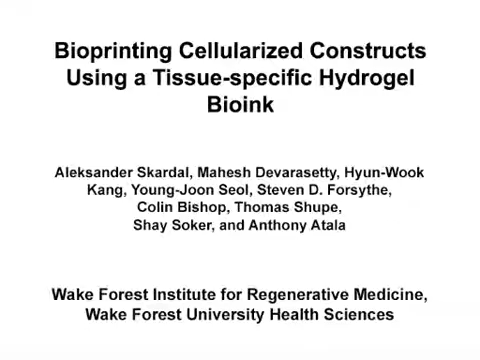 Bioprinting Cellularized Constructs
Using a Tissue-specific Hydrogel
Bioink
Aleksander Skardal, Mahesh Devarasetty, Hyun-Wook
Kang, Young-Joon Seol, Steven D. Forsythe,
Colin Bishop, Thomas Shupe,
Shay Soker, and Anthony Atala
Wake Forest Institute for Regenerative Medicine,
Wake Forest University Health Sciences